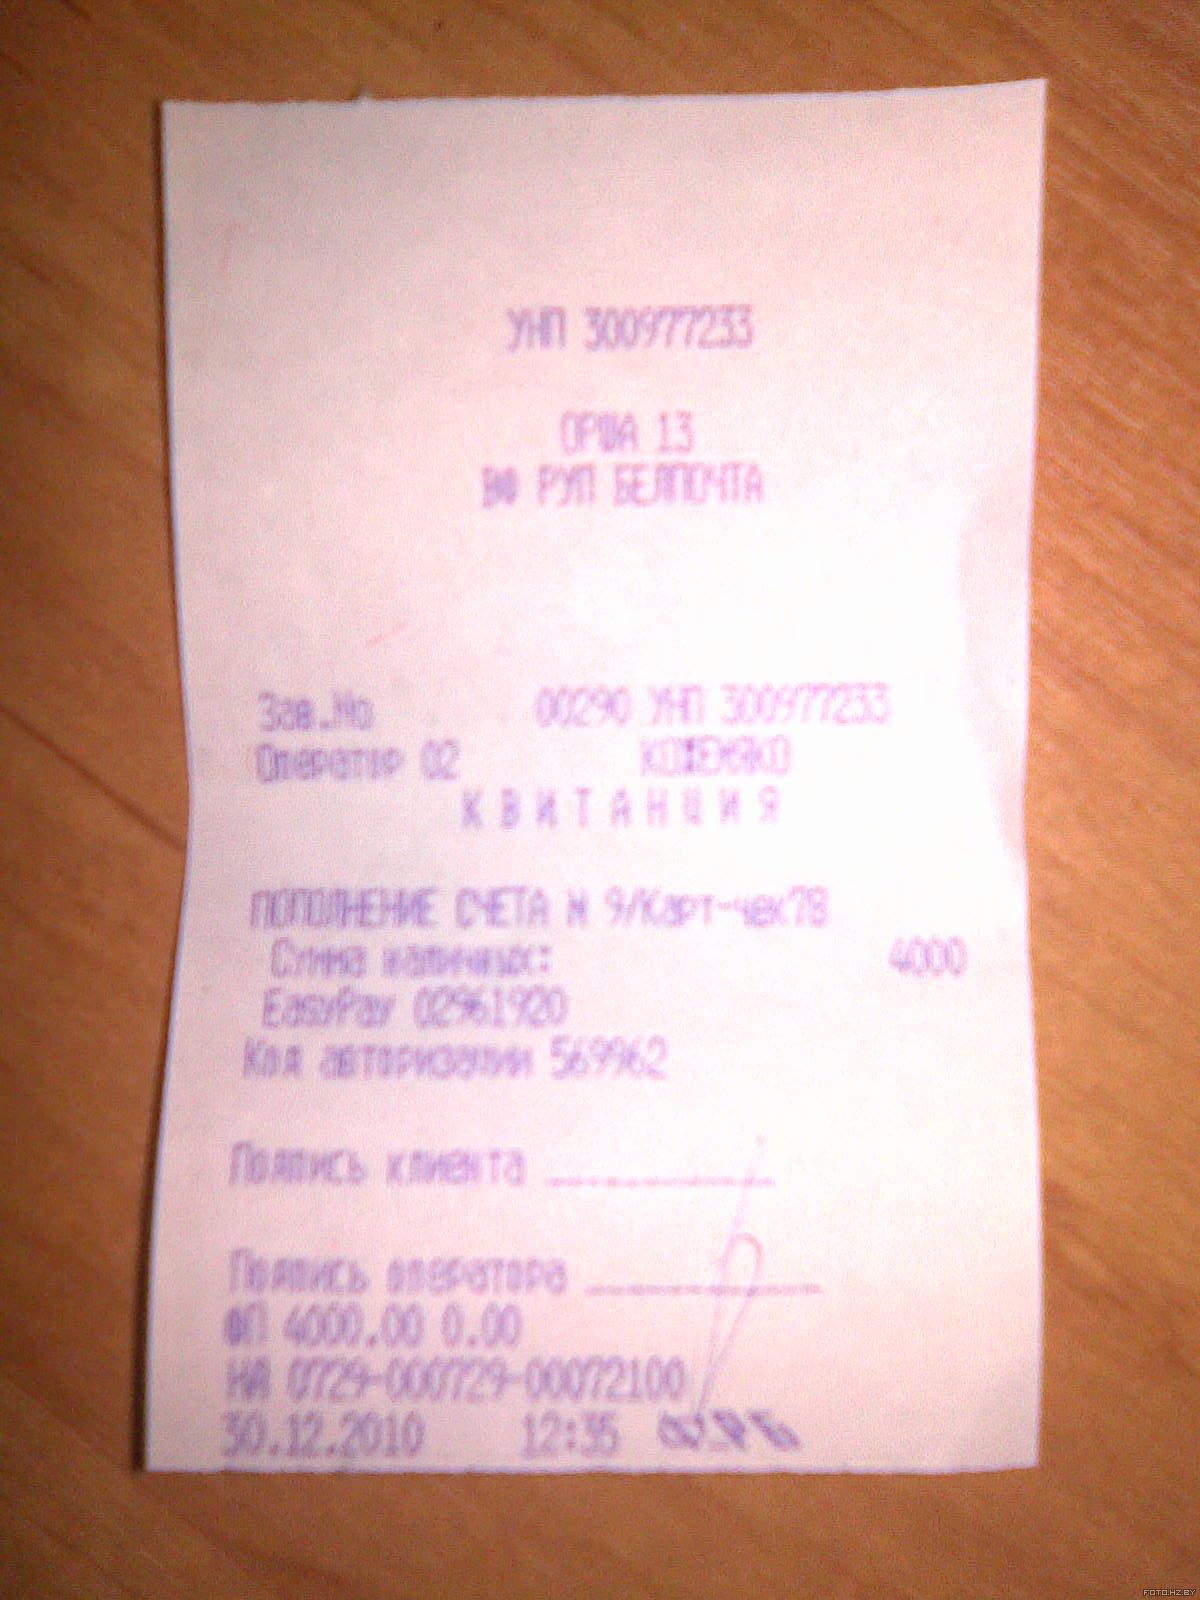 УНП 300977233
ОРША 13
ВФ РУП БЕЛПОЧТА
Зав.No 00290 УНП 300977233
Оператор 02 КОЖЕМЯКО
КВИТАНЦИЯ
ПОПОЛНЕНИЕ СЧЕТА N 9/Карт-чек78
Сумма наличных: 4000
EasyPay 02961920
Код авторизации 569962
Подпись клиента
Подпись оператора
ФП 4000.00 0.00
НА 0729-000729-00072100
30.12.2010 12:35
FOTO.HZ.BY